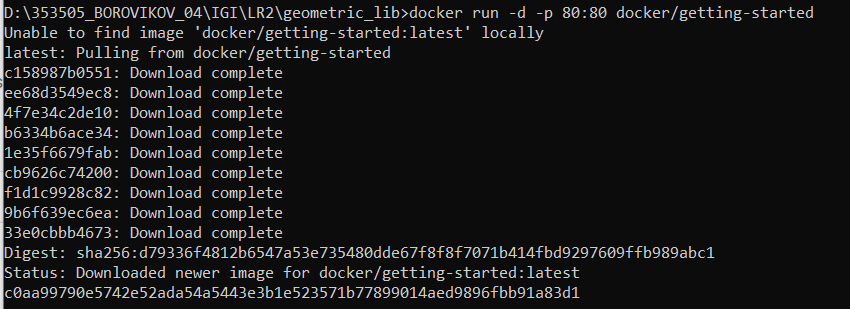 D:\353505_BOROVIKOV_04\IGI\LR2\geometric_lib>docker run -d -p 80:80 docker/getting-started
Unable to find image 'docker/getting-started:latest' locally
latest: Pulling from docker/getting-started
c158987b0551: Download complete
ee68d3549ec8: Download complete
4f7e34c2de10: Download complete
b6334b6ace34: Download complete
1e35f6679fab: Download complete
cb9626c74200: Download complete
f1d1c9928c82: Download complete
9b6f639ec6ea: Download complete
33e0cbbb4673: Download complete
Digest: sha256:d79336f4812b6547a53e735480dde67f8f8f7071b414fbd9297609ffb989abc1
Status: Downloaded newer image for docker/getting-started:latest
c0aa99790e5742e52ada54a5443e3b1e523571b77899014aed9896fbb91a83d1